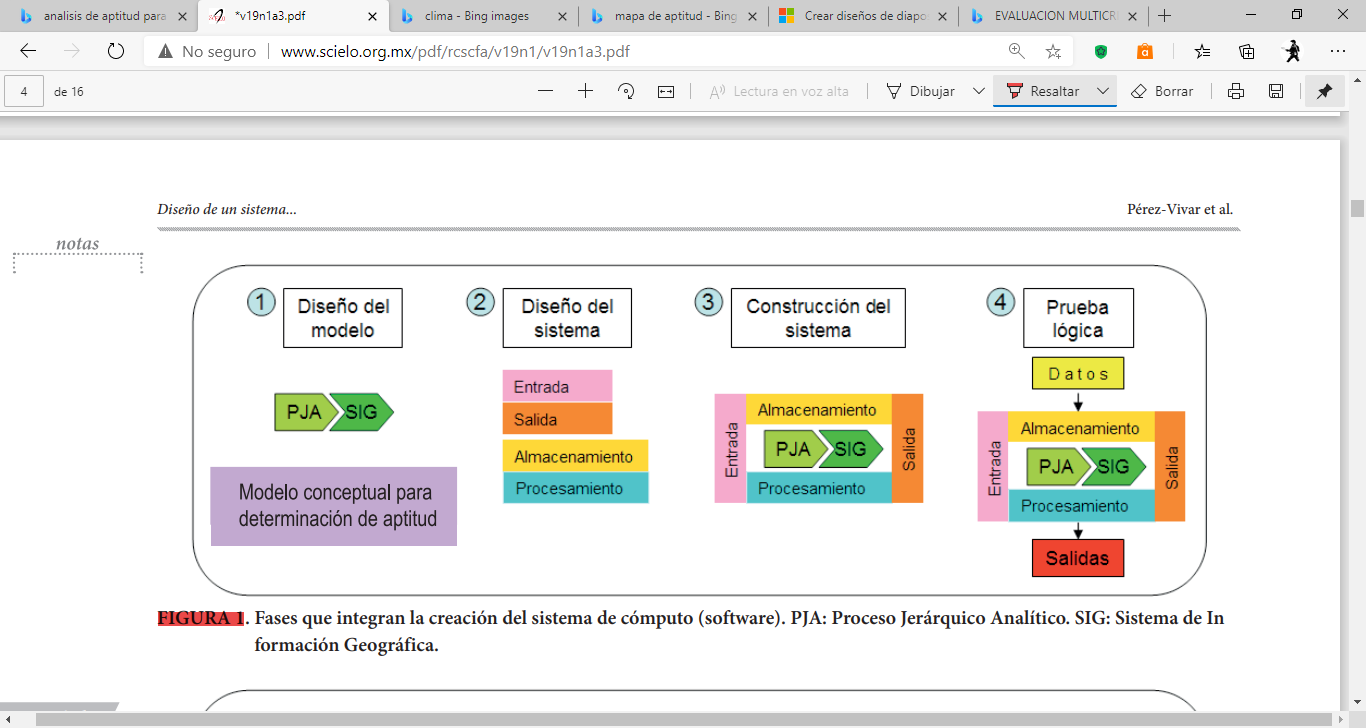 analisis de aptitud para
*v19n1a3.pdf
clima - Bing images
mapa de aptitud - Bing
Crear diseños de diapo
EVALUACION MULTICR
No seguro
www.scielo.org.mx/pdf/rcscfa/v19n1/v19n1a3.pdf
4
de 16
Lectura en voz alta
Dibujar
Resaltar
Borrar
Diseño de un sistema...
Pérez-Vivar et al.
notas
1
Diseño del
modelo
PJA
SIG
Modelo conceptual para
determinación de aptitud
2
Diseño del
sistema
Entrada
Salida
Almacenamiento
Procesamiento
3
Construcción del
sistema
Entrada
Almacenamiento
PJA
SIG
Procesamiento
Salida
4
Prueba
lógica
Datos
Entrada
Almacenamiento
PJA
SIG
Procesamiento
Salida
Salidas
FIGURA 1. Fases que integran la creación del sistema de cómputo (software). PJA: Proceso Jerárquico Analítico. SIG: Sistema de In
formación Geográfica.